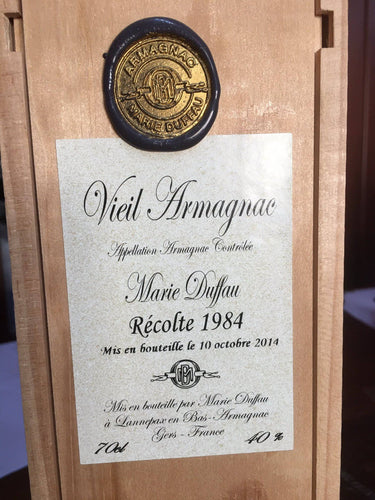 ARMAGNAC
MARIE DUFFAU
Vieil Armagnac
Appellation Armagnac Contrôlée
Marie Duffau
Récolte 1984
Mis en bouteille le 10 octobre 2014
Mis en bouteille par Marie Duffau
à Lannepax en Bas-Armagnac
Gers - France
70cl 40 %